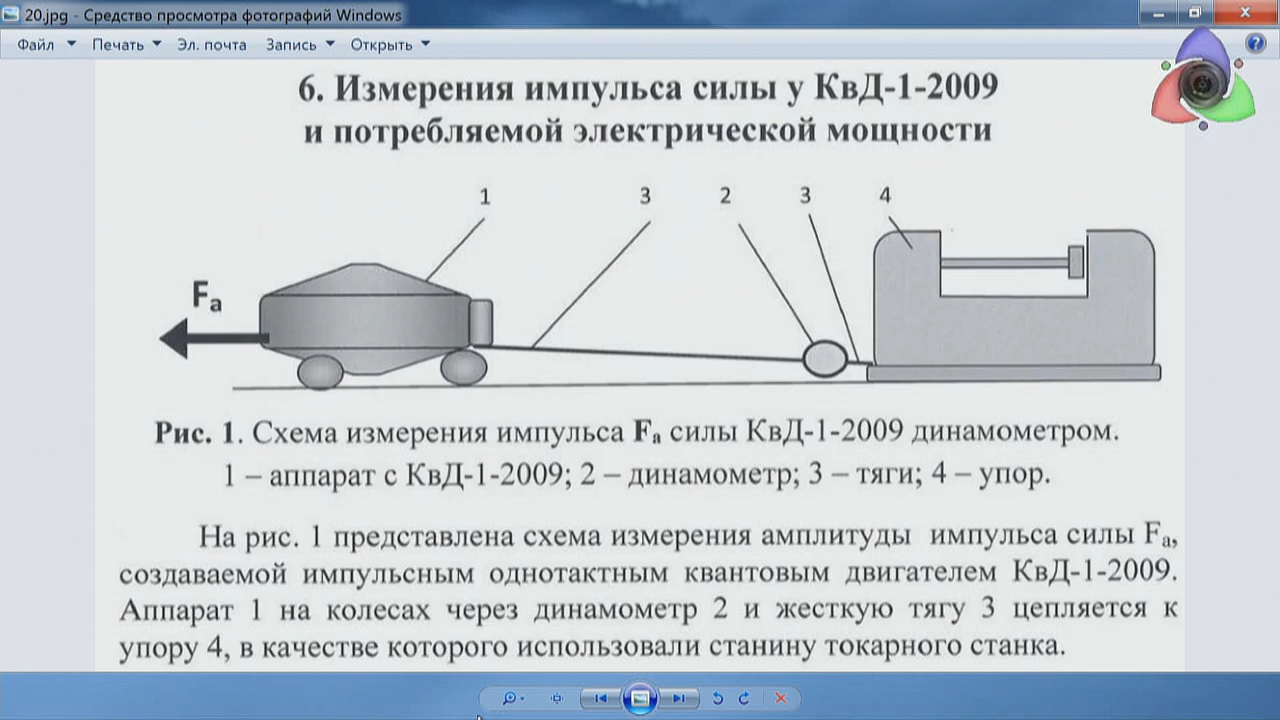 20.jpg - Средство просмотра фотографий Windows
Файл Печать Эл. почта Запись Открыть
6. Измерения импульса силы у КвД-1-2009
и потребляемой электрической мощности
1 3 2 3 4
Fа
Рис. 1. Схема измерения импульса Fа силы КвД-1-2009 динамометром.
1 – аппарат с КвД-1-2009; 2 – динамометр; 3 – тяги; 4 – упор.
На рис. 1 представлена схема измерения амплитуды импульса силы Fа,
создаваемой импульсным однотактным квантовым двигателем КвД-1-2009.
Аппарат 1 на колесах через динамометр 2 и жесткую тягу 3 цепляется к
упору 4, в качестве которого использовали станину токарного станка.